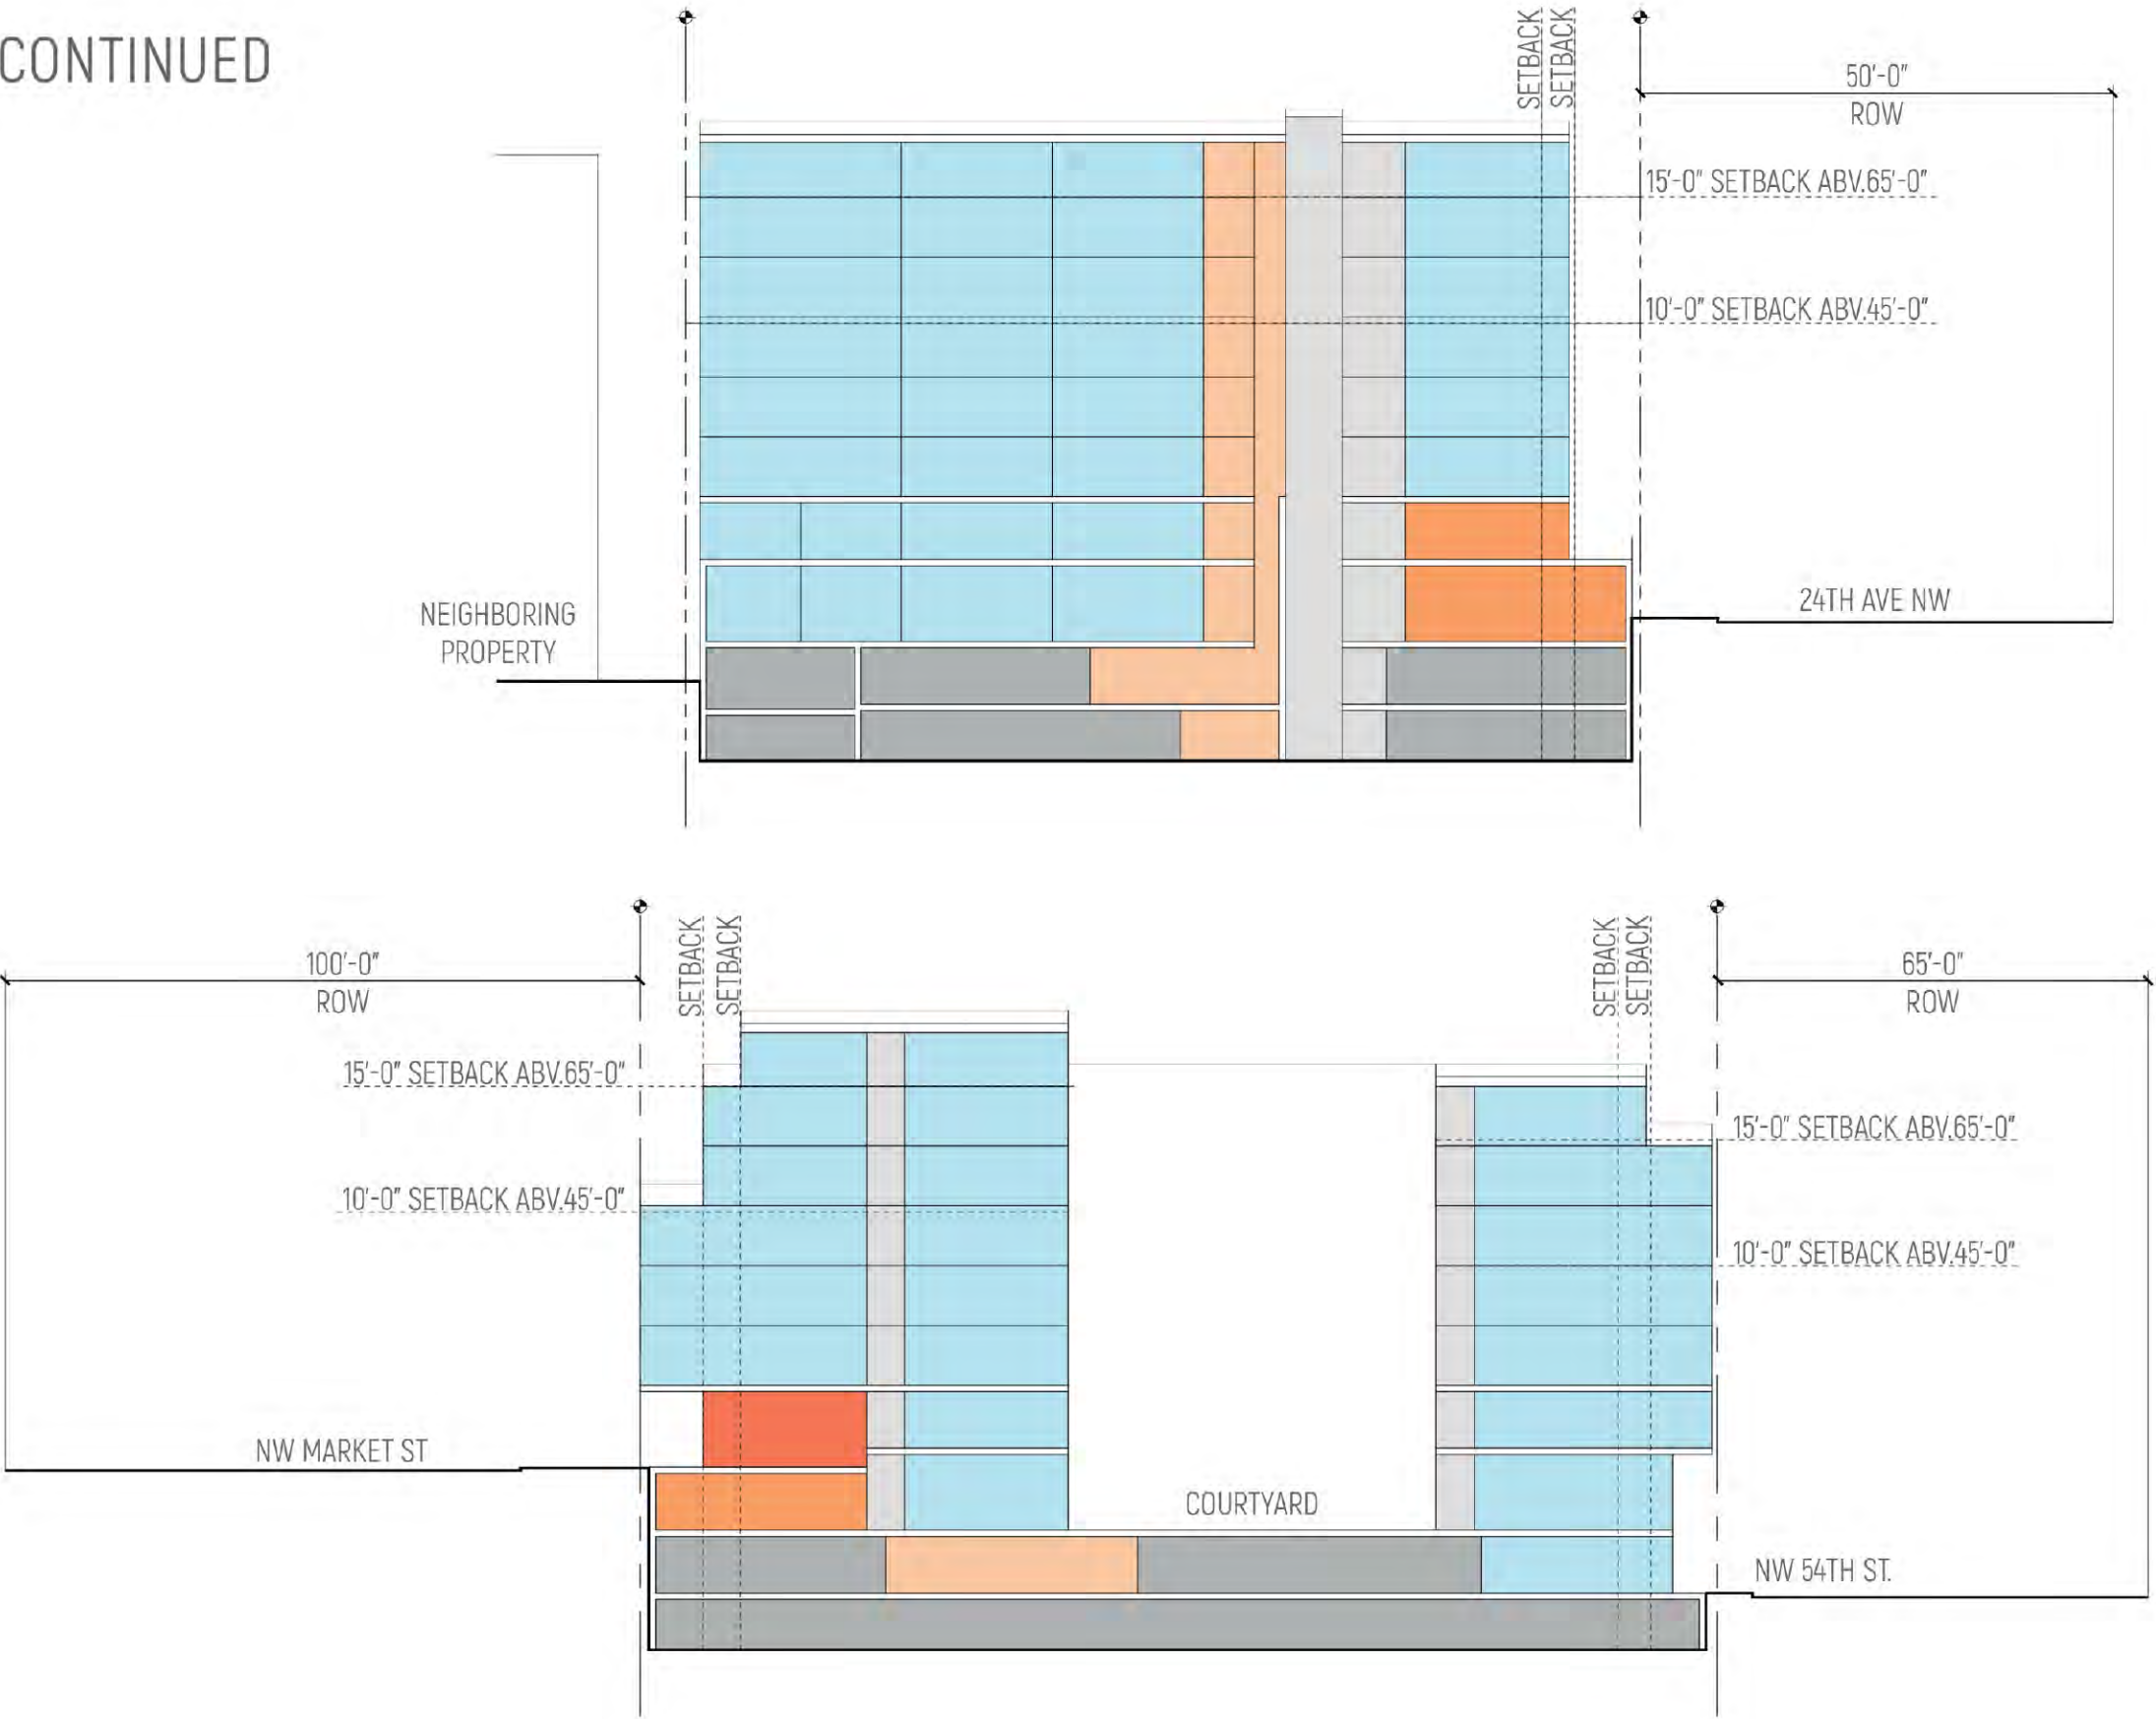 CONTINUED
SETBACK
SETBACK
50'-0"
ROW
15'-0" SETBACK ABV.65'-0"
10'-0" SETBACK ABV.45'-0"
NEIGHBORING
PROPERTY
24TH AVE NW
SETBACK
SETBACK
SETBACK
SETBACK
100'-0"
ROW
65'-0"
ROW
15'-0" SETBACK ABV.65'-0"
15'-0" SETBACK ABV.65'-0"
10'-0" SETBACK ABV.45'-0"
10'-0" SETBACK ABV.45'-0"
NW MARKET ST
COURTYARD
NW 54TH ST.